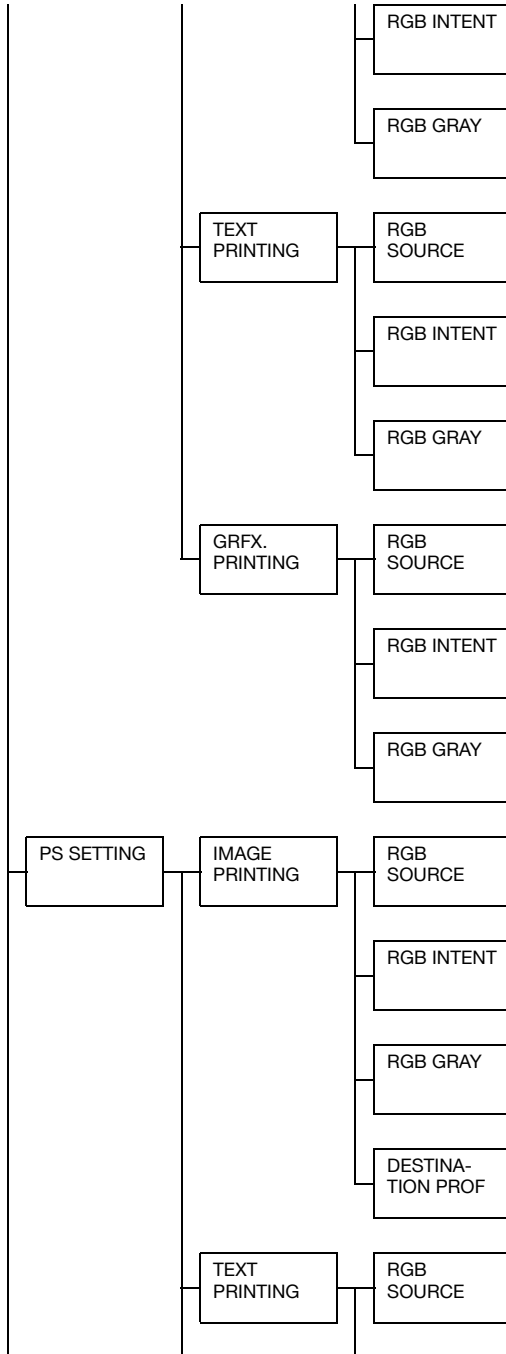 RGB INTENT
RGB GRAY
TEXT
PRINTING
RGB
SOURCE
RGB INTENT
RGB GRAY
GRFX.
PRINTING
RGB
SOURCE
RGB INTENT
RGB GRAY
PS SETTING
IMAGE
PRINTING
RGB
SOURCE
RGB INTENT
RGB GRAY
DESTINA-
TION PROF
TEXT
PRINTING
RGB
SOURCE